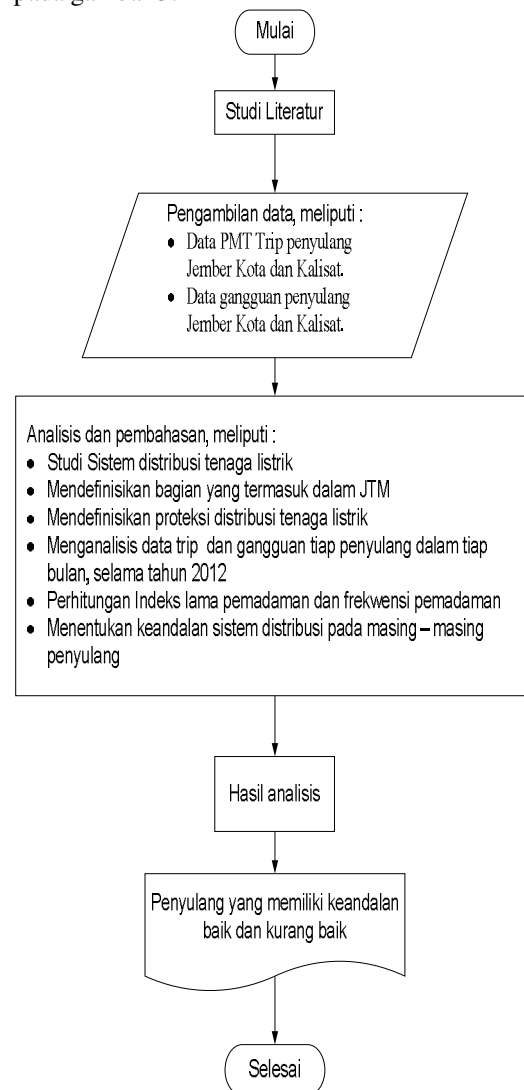 Mulai
Studi Literatur
Pengambilan data, meliputi :
• Data PMT Trip penyulang
Jember Kota dan Kalisat.
• Data gangguan penyulang
Jember Kota dan Kalisat.
Analisis dan pembahasan, meliputi :
• Studi Sistem distribusi tenaga listrik
• Mendefinisikan bagian yang termasuk dalam JTM
• Mendefinisikan proteksi distribusi tenaga listrik
• Menganalisis data trip dan gangguan tiap penyulang dalam tiap
bulan, selama tahun 2012
• Perhitungan Indeks lama pemadaman dan frekwensi pemadaman
• Menentukan keandalan sistem distribusi pada masing – masing
penyulang
Hasil analisis
Penyulang yang memiliki keandalan
baik dan kurang baik
Selesai